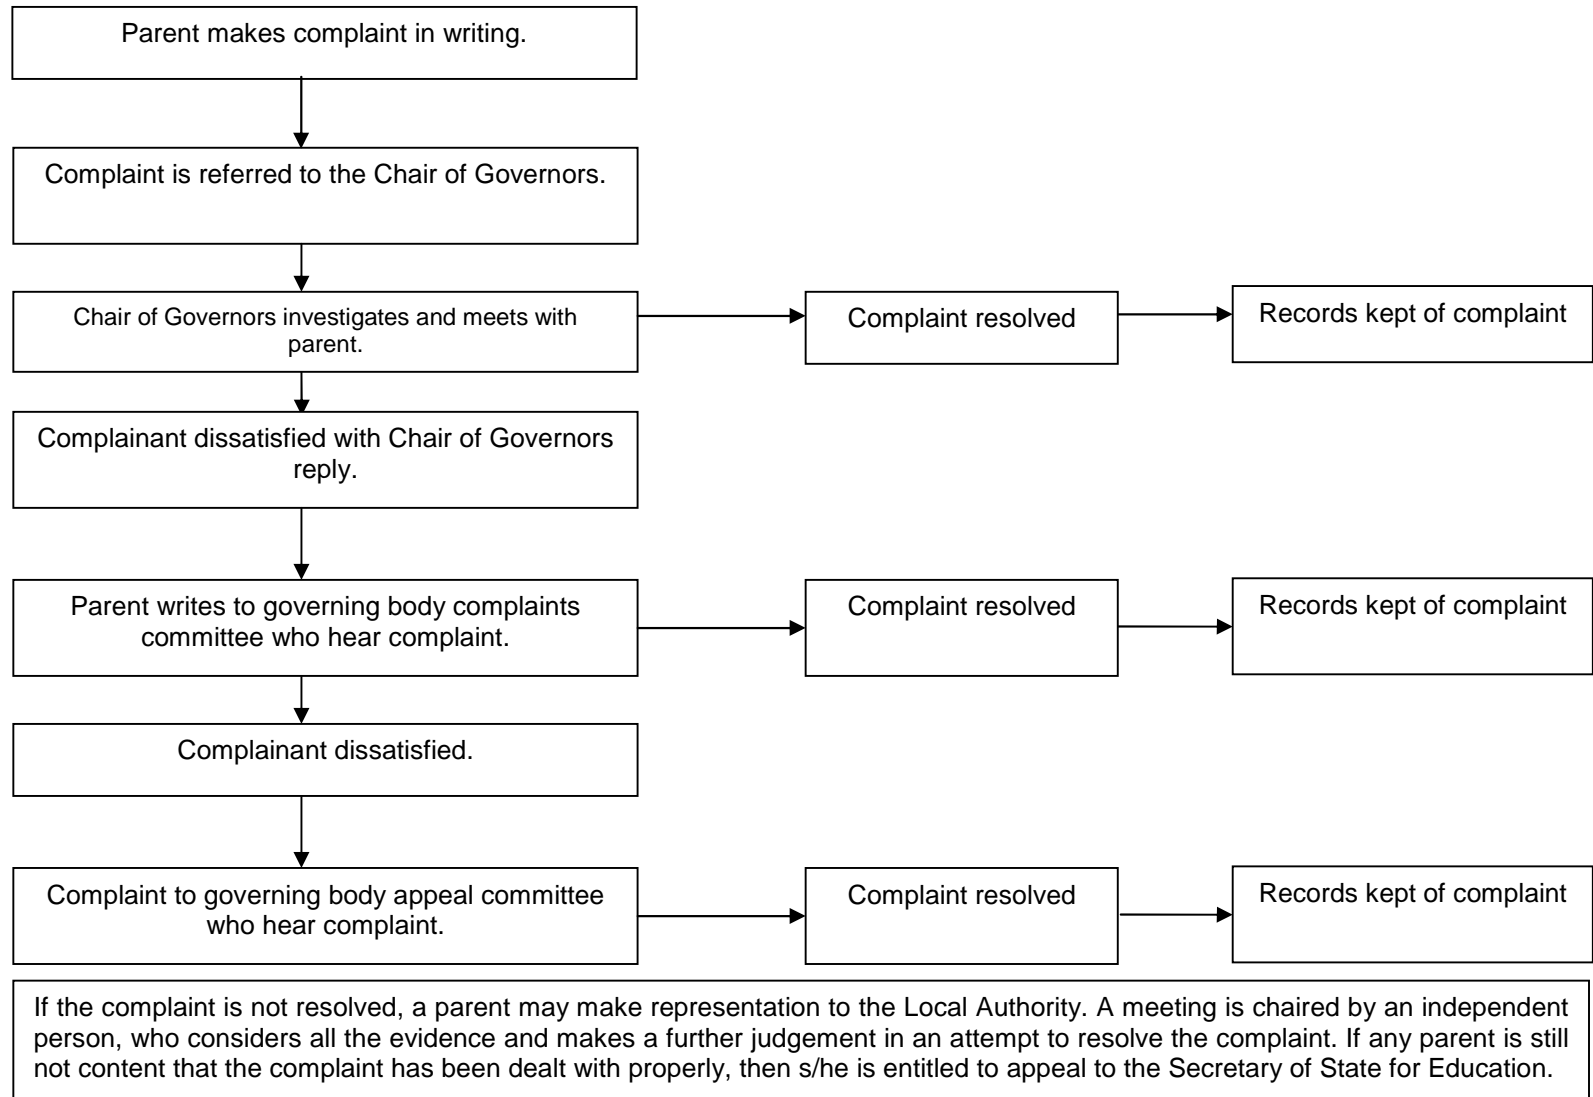 Parent makes complaint in writing.
Complaint is referred to the Chair of Governors.
Chair of Governors investigates and meets with
parent.
Complaint resolved
Records kept of complaint
Complainant dissatisfied with Chair of Governors
reply.
Parent writes to governing body complaints
committee who hear complaint.
Complaint resolved
Records kept of complaint
Complainant dissatisfied.
Complaint to governing body appeal committee
who hear complaint.
Complaint resolved
Records kept of complaint
If the complaint is not resolved, a parent may make representation to the Local Authority. A meeting is chaired by an independent
person, who considers all the evidence and makes a further judgement in an attempt to resolve the complaint. If any parent is still
not content that the complaint has been dealt with properly, then s/he is entitled to appeal to the Secretary of State for Education.